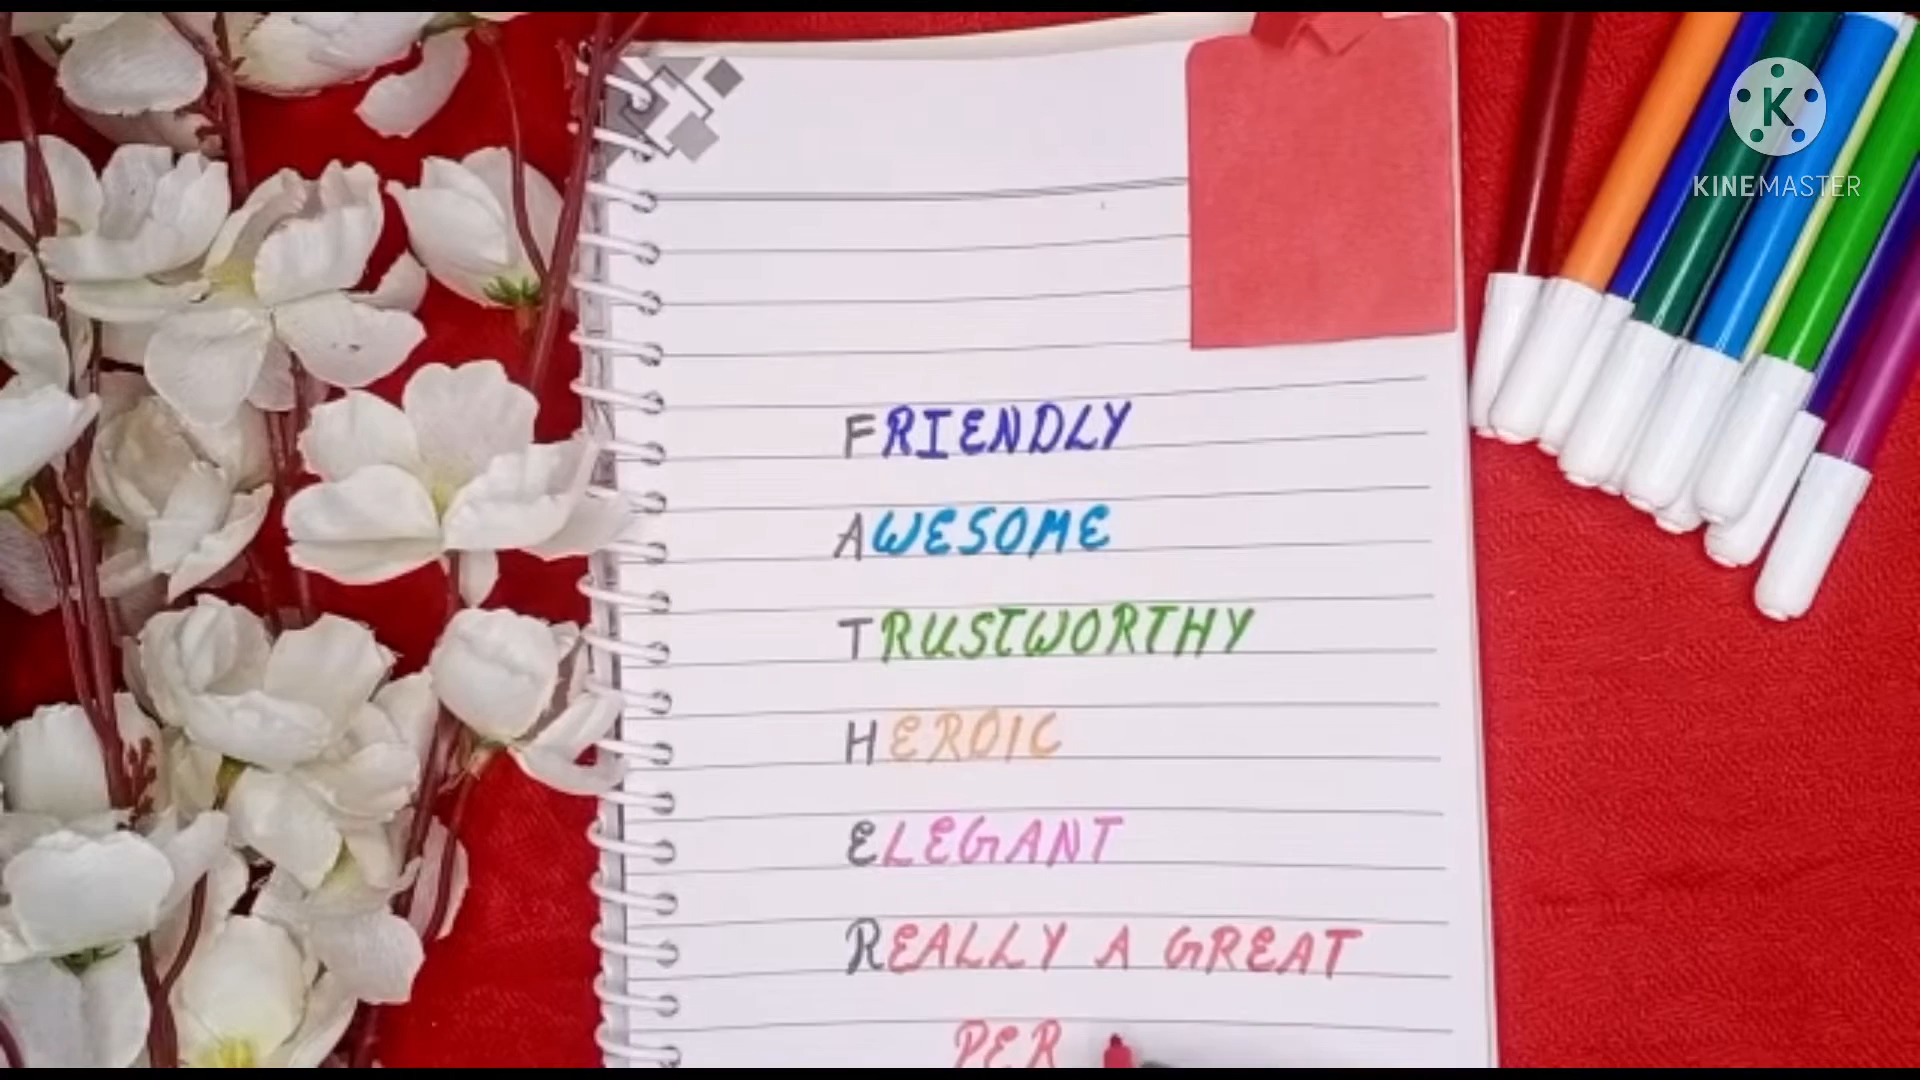 KINEMASTER
FRIENDLY
AWESOME
TRUSTWORTHY
HEROIC
ELEGANT
REALLY A GREAT
PER